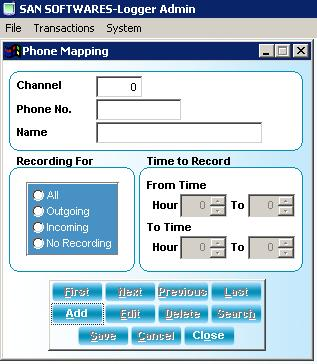 SAN SOFTWARES-Logger Admin
File Transactions System
Phone Mapping
Channel 0
Phone No.
Name
Recording For
All
Outgoing
Incoming
No Recording
Time to Record
From Time
Hour 0 To 0
To Time
Hour 0 To 0
First Next Previous Last
Add Edit Delete Search
Save Cancel Close